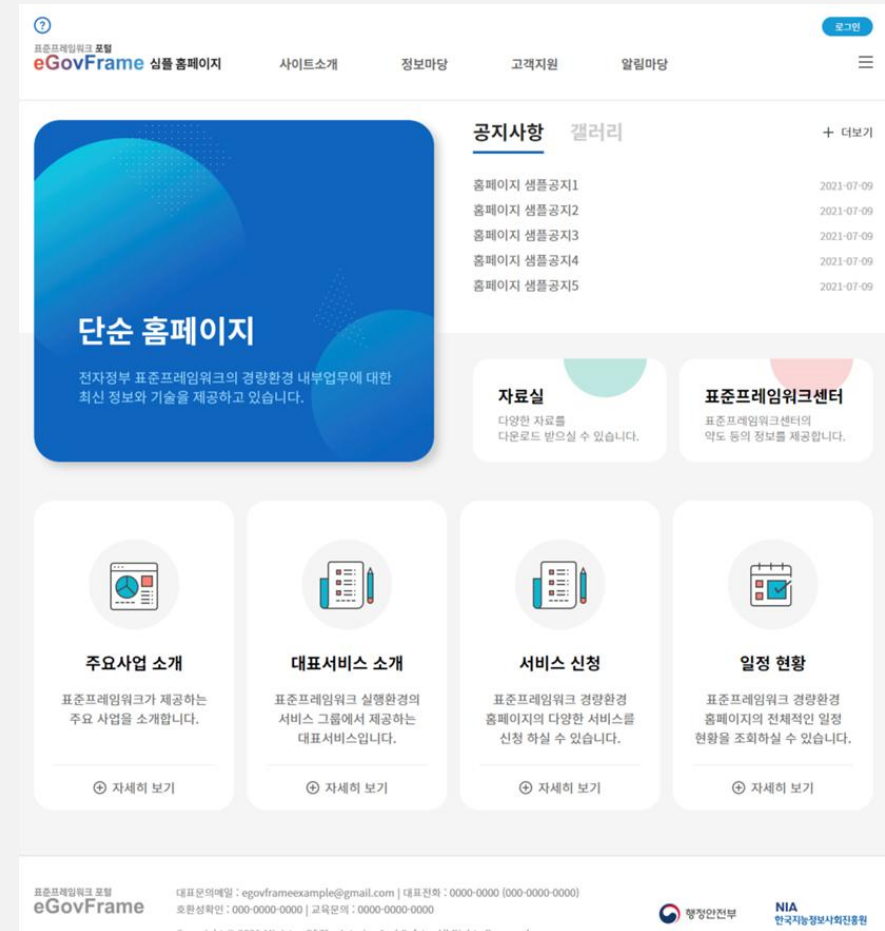 ?
로그인
표준프레임워크 포털
eGovFrame 심플 홈페이지
사이트소개
정보마당
고객지원
알림마당
공지사항
갤러리
+ 더보기
홈페이지 샘플공지1 2021-07-09
홈페이지 샘플공지2 2021-07-09
홈페이지 샘플공지3 2021-07-09
홈페이지 샘플공지4 2021-07-09
홈페이지 샘플공지5 2021-07-09
단순 홈페이지
전자정부 표준프레임워크의 경량환경 내부업무에 대한
최신 정보와 기술을 제공하고 있습니다.
자료실
다양한 자료를
다운로드 받으실 수 있습니다.
표준프레임워크센터
표준프레임워크센터의
약도 등의 정보를 제공합니다.
주요사업 소개
표준프레임워크가 제공하는
주요 사업을 소개합니다.
자세히 보기
대표서비스 소개
표준프레임워크 실행환경의
서비스 그룹에서 제공하는
대표서비스입니다.
자세히 보기
서비스 신청
표준프레임워크 경량환경
홈페이지의 다양한 서비스를
신청 하실 수 있습니다.
자세히 보기
일정 현황
표준프레임워크 경량환경
홈페이지의 전체적인 일정
현황을 조회하실 수 있습니다.
자세히 보기
표준프레임워크 포털
eGovFrame
대표문의메일 : egovframeexample@gmail.com | 대표전화 : 0000-0000 (000-0000-0000)
호환성확인 : 000-0000-0000 | 교육문의 : 0000-0000-0000
행정안전부
NIA
한국지능정보사회진흥원